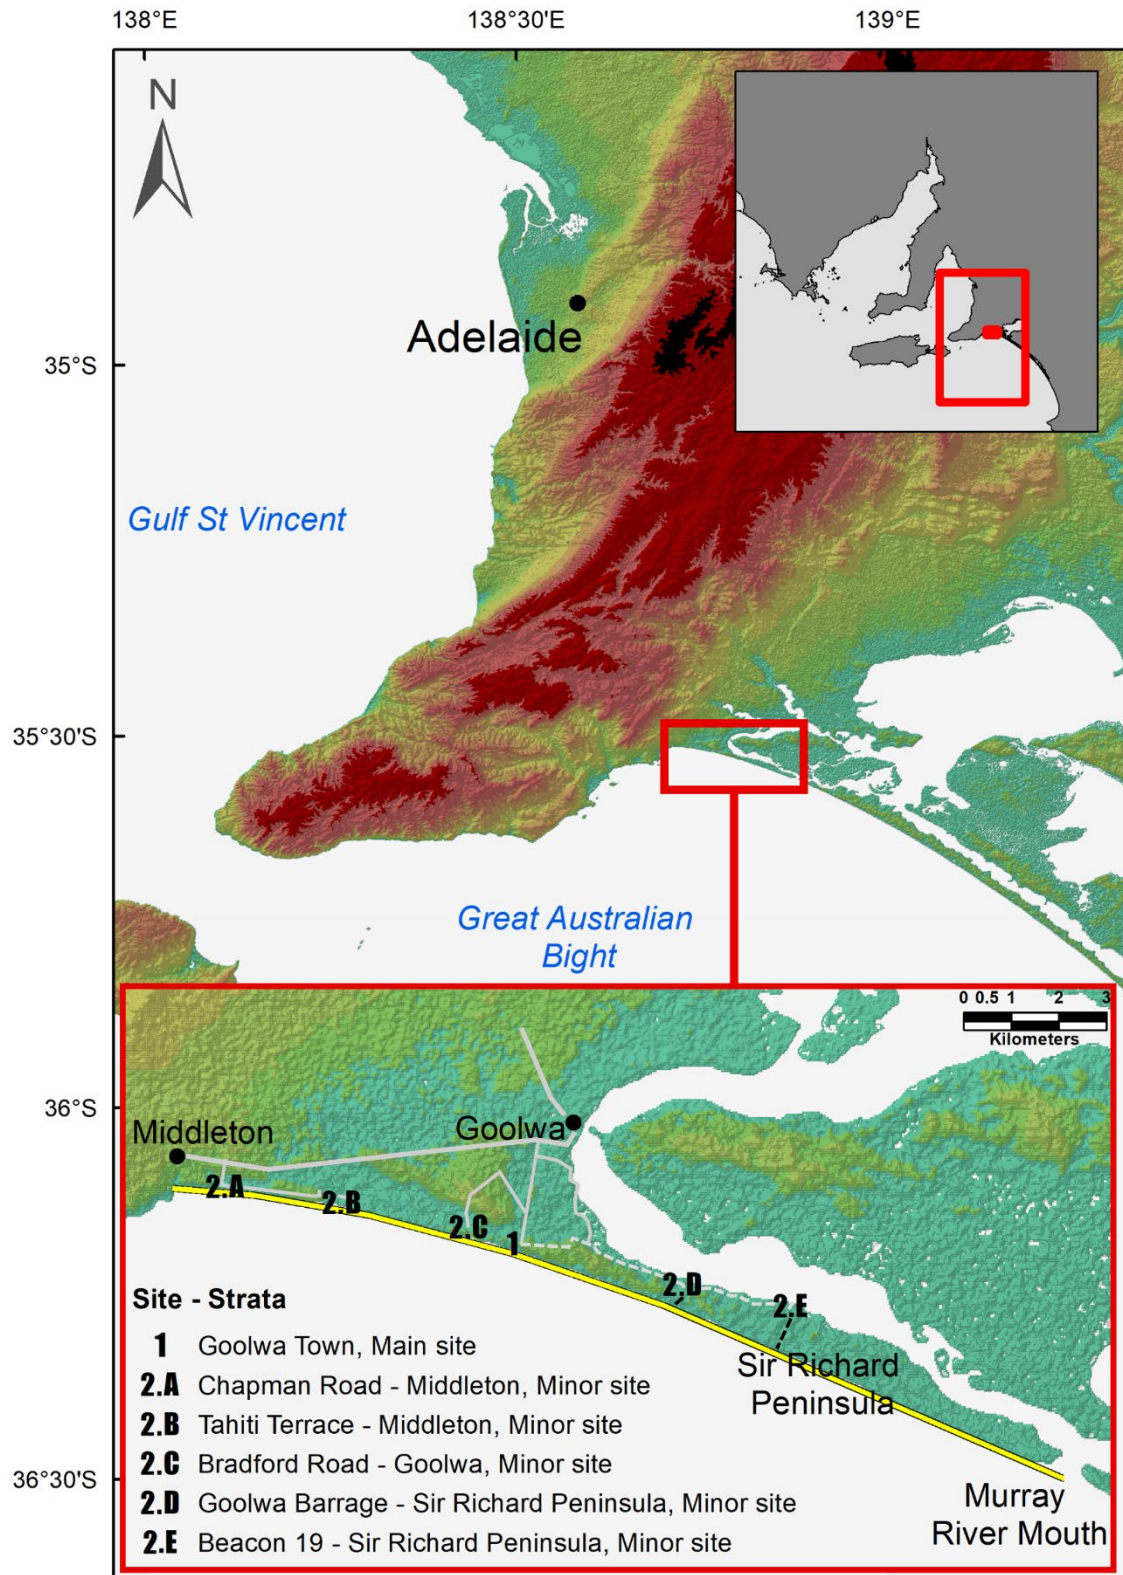 138°E 138°30'E 139°E
N
Adelaide
35°S
Gulf St Vincent
35°30'S
Great Australian
Bight
0 0.5 1 2 3
Kilometers
36°S
Middleton
Goolwa
2.A
2.B
2.C
1
2.D
2.E
Sir Richard
Peninsula
Site - Strata
1 Goolwa Town, Main site
2.A Chapman Road - Middleton, Minor site
2.B Tahiti Terrace - Middleton, Minor site
2.C Bradford Road - Goolwa, Minor site
2.D Goolwa Barrage - Sir Richard Peninsula, Minor site
2.E Beacon 19 - Sir Richard Peninsula, Minor site
36°30'S
Murray
River Mouth